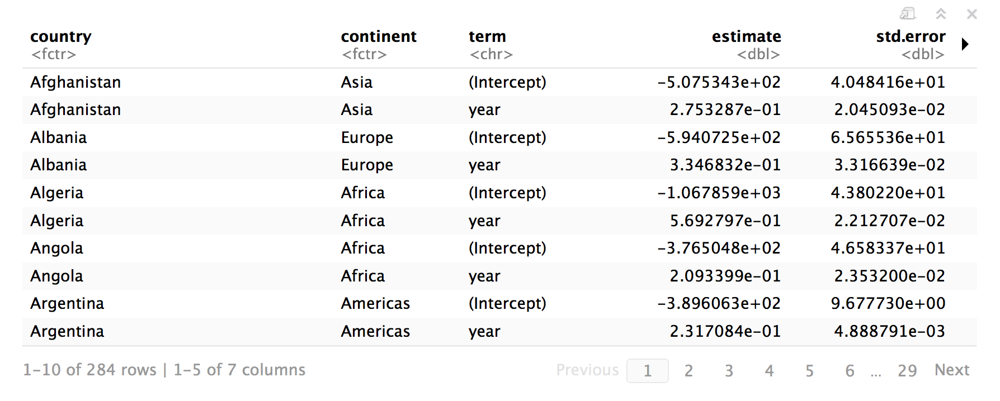 country continent term estimate std.error
<fctr> <fctr> <chr> <dbl> <dbl>
Afghanistan Asia (Intercept) -5.075343e+02 4.048416e+01
Afghanistan Asia year 2.753287e-01 2.045093e-02
Albania Europe (Intercept) -5.940725e+02 6.565536e+01
Albania Europe year 3.346832e-01 3.316639e-02
Algeria Africa (Intercept) -1.067859e+03 4.380220e+01
Algeria Africa year 5.692797e-01 2.212707e-02
Angola Africa (Intercept) -3.765048e+02 4.658337e+01
Angola Africa year 2.093399e-01 2.353200e-02
Argentina Americas (Intercept) -3.896063e+02 9.677730e+00
Argentina Americas year 2.317084e-01 4.888791e-03
1-10 of 284 rows | 1-5 of 7 columns Previous 1 2 3 4 5 6 ... 29 Next